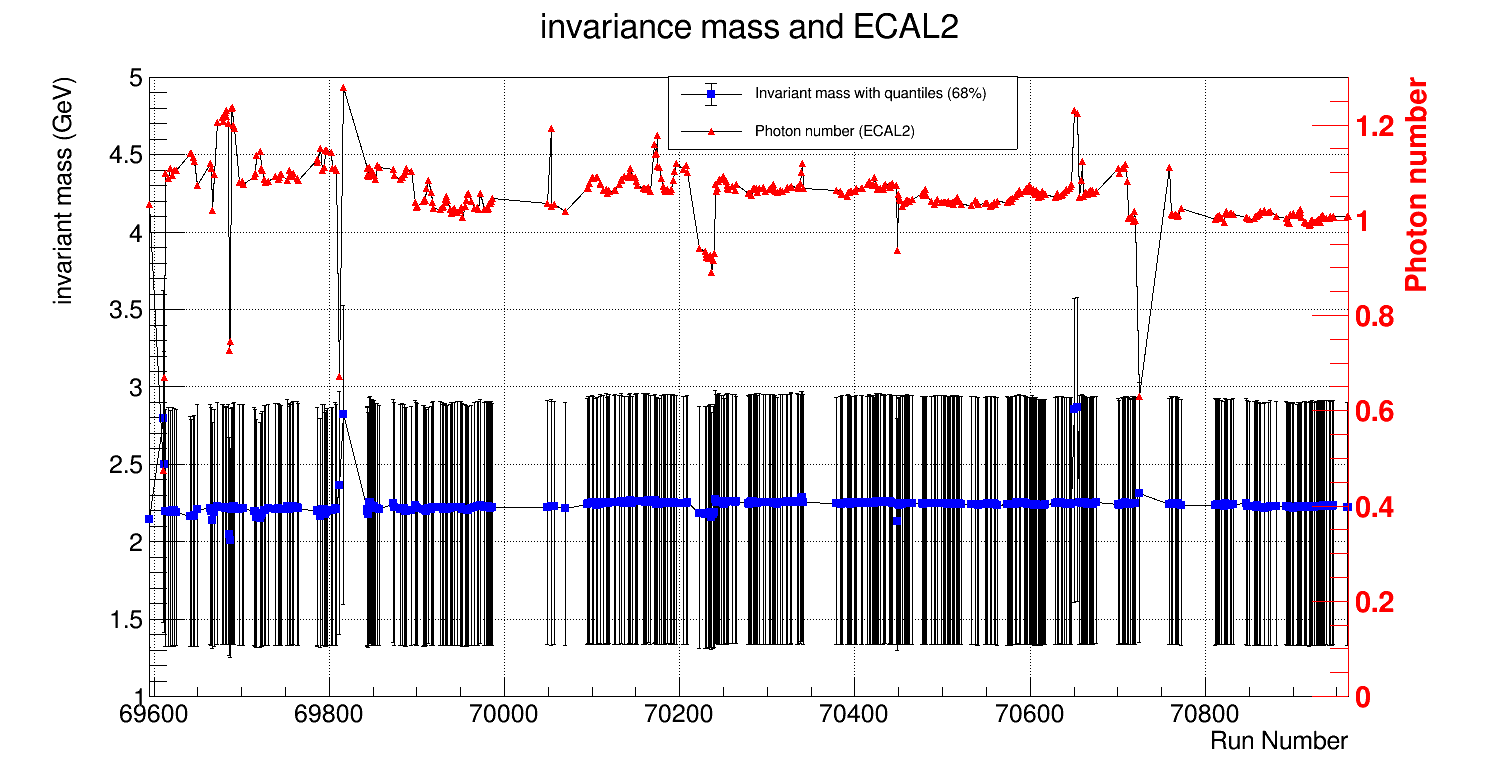 invariance mass and ECAL2
Invariant mass with quantiles (68%)
Photon number (ECAL2)
invariant mass (GeV)
5
4.5
4
3.5
3
2.5
2
1.5
1
Photon number
1.2
1
0.8
0.6
0.4
0.2
0
69600 69800 70000 70200 70400 70600 70800
Run Number